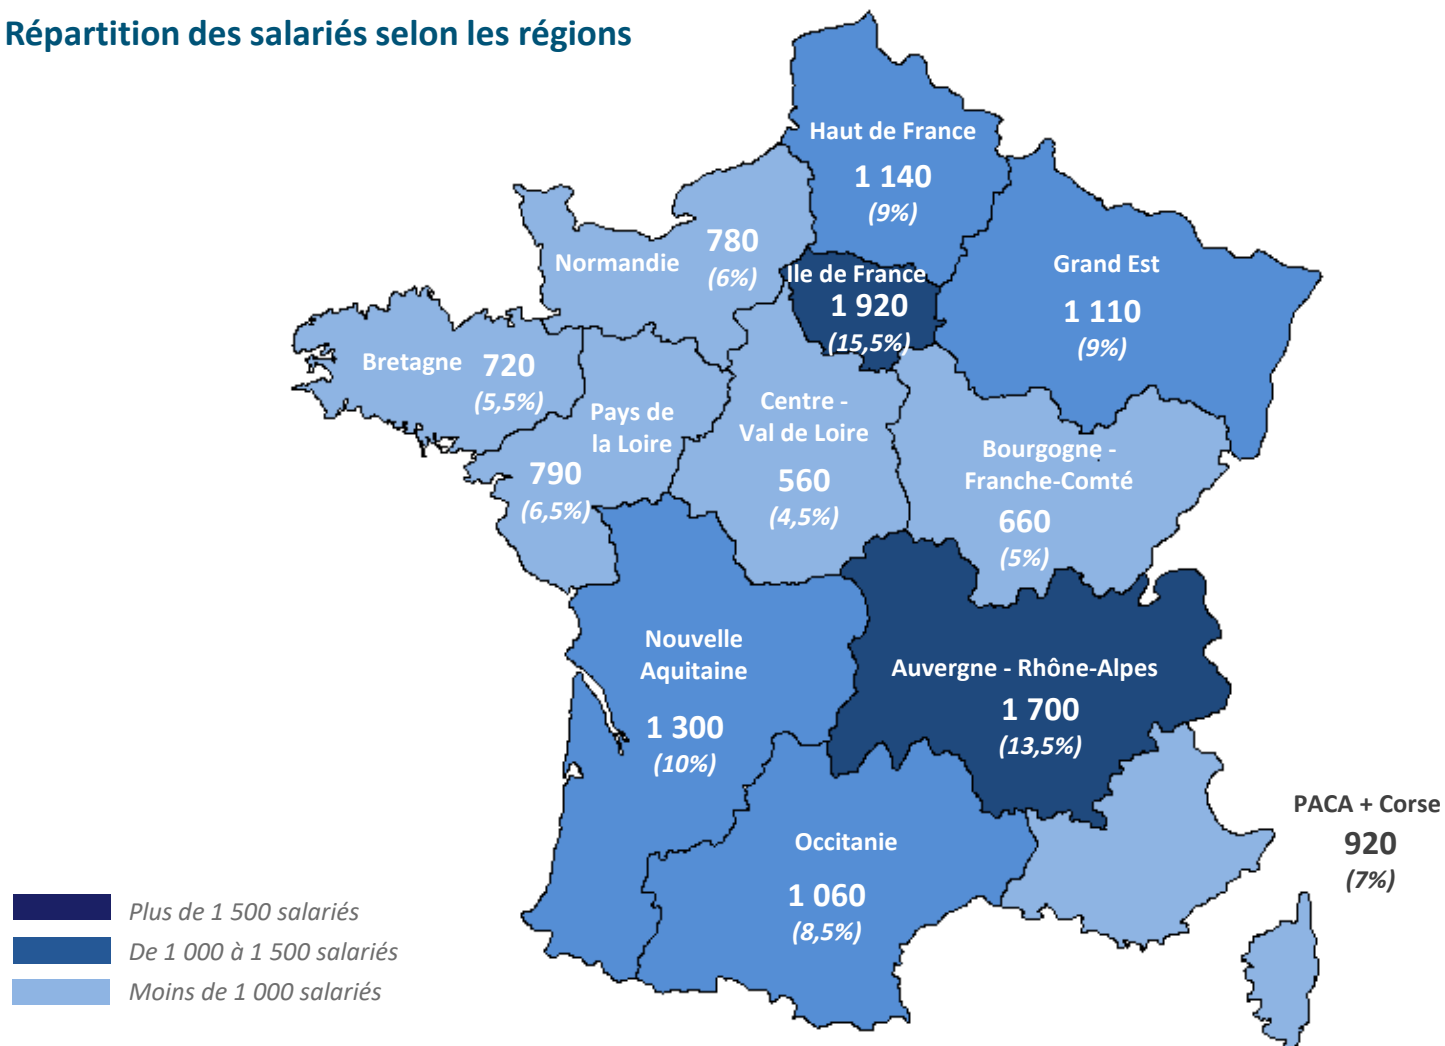 Répartition des salariés selon les régions
Haut de France
1 140
(9%)
Normandie
780
(6%)
Ile de France
1 920
(15,5%)
Grand Est
1 110
(9%)
Bretagne
720
(5,5%)
Pays de
la Loire
790
(6,5%)
Centre -
Val de Loire
560
(4,5%)
Bourgogne -
Franche-Comté
660
(5%)
Nouvelle
Aquitaine
1 300
(10%)
Auvergne - Rhône-Alpes
1 700
(13,5%)
Occitanie
1 060
(8,5%)
PACA + Corse
920
(7%)
Plus de 1 500 salariés
De 1 000 à 1 500 salariés
Moins de 1 000 salariés